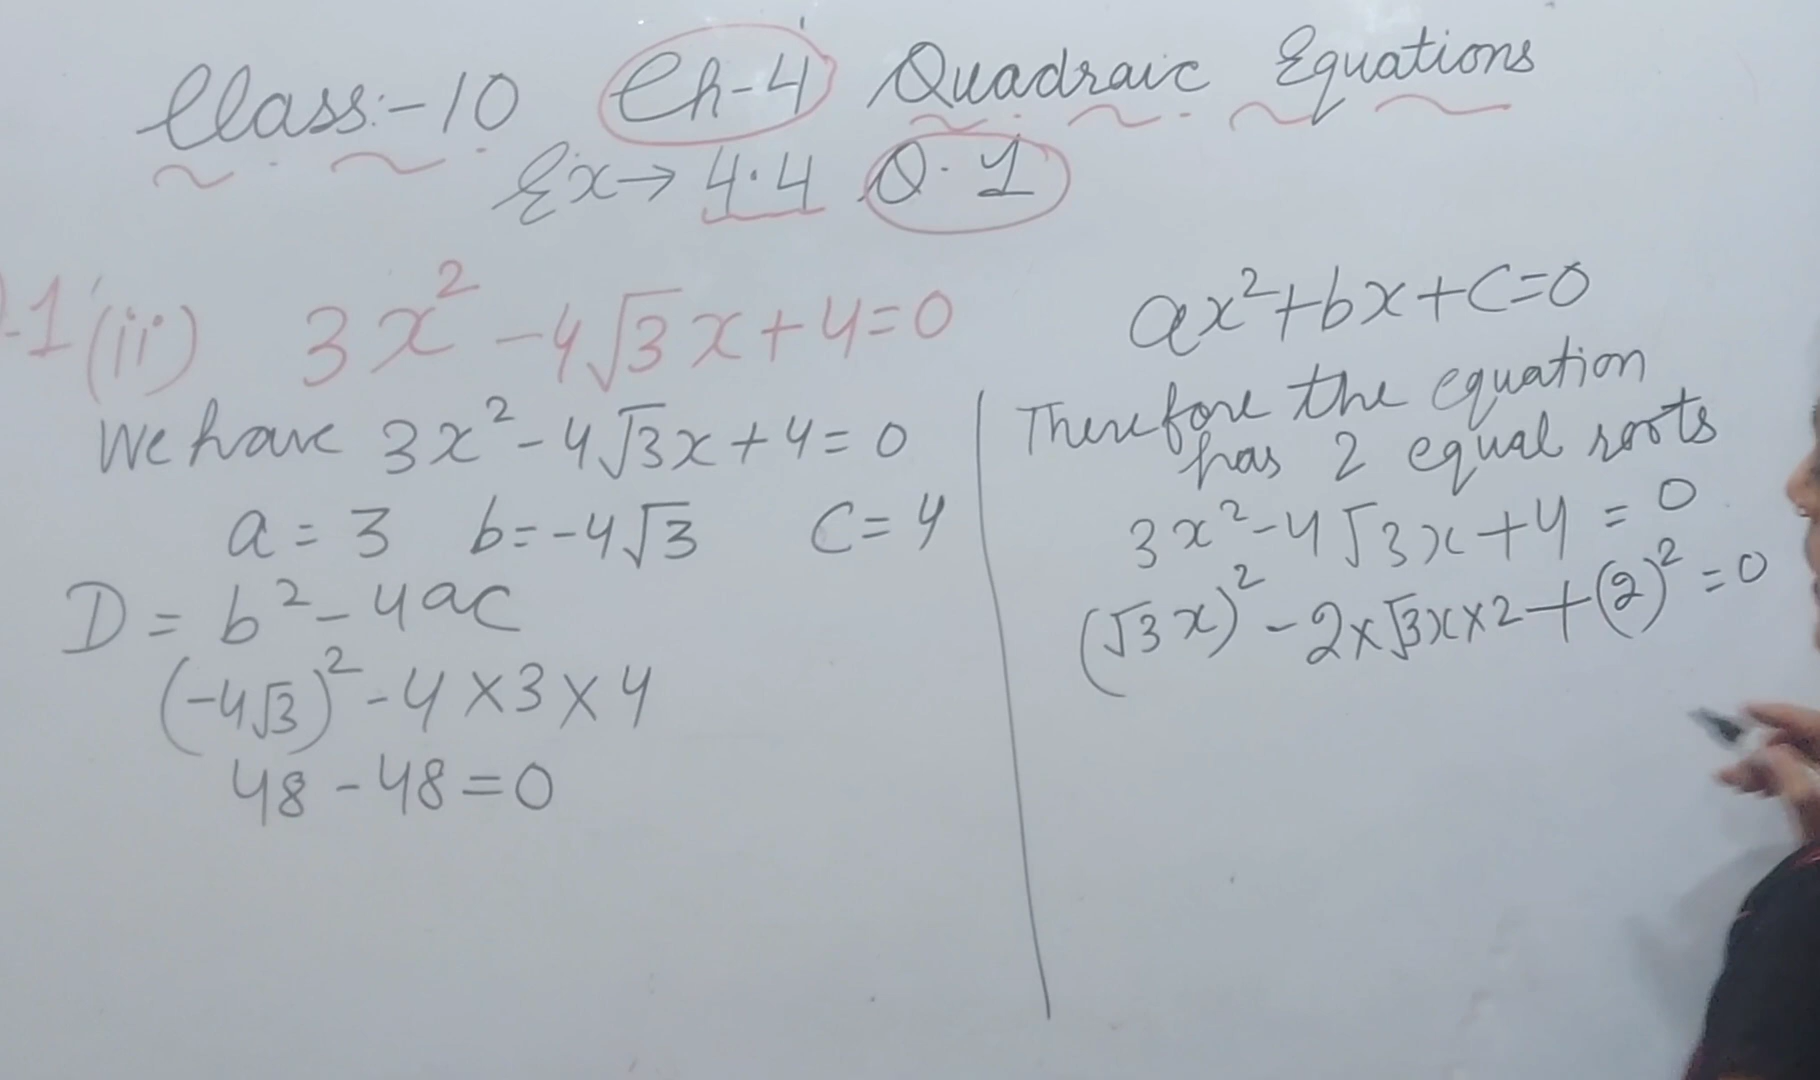 Class:-10 Ch-4 Quadraic Equations
Ex→ 4.4 Q.1
1(ii) 3x²-4√3x+4=0
We have 3x²-4√3x+4=0
a=3 b=-4√3 C=4
D=b²-4ac
(-4√3)²-4×3×4
48-48=0
ax²+bx+c=0
Therefore the equation
has 2 equal roots
3x²-4√3x+4=0
(√3x)²-2×√3x×2+(2)²=0